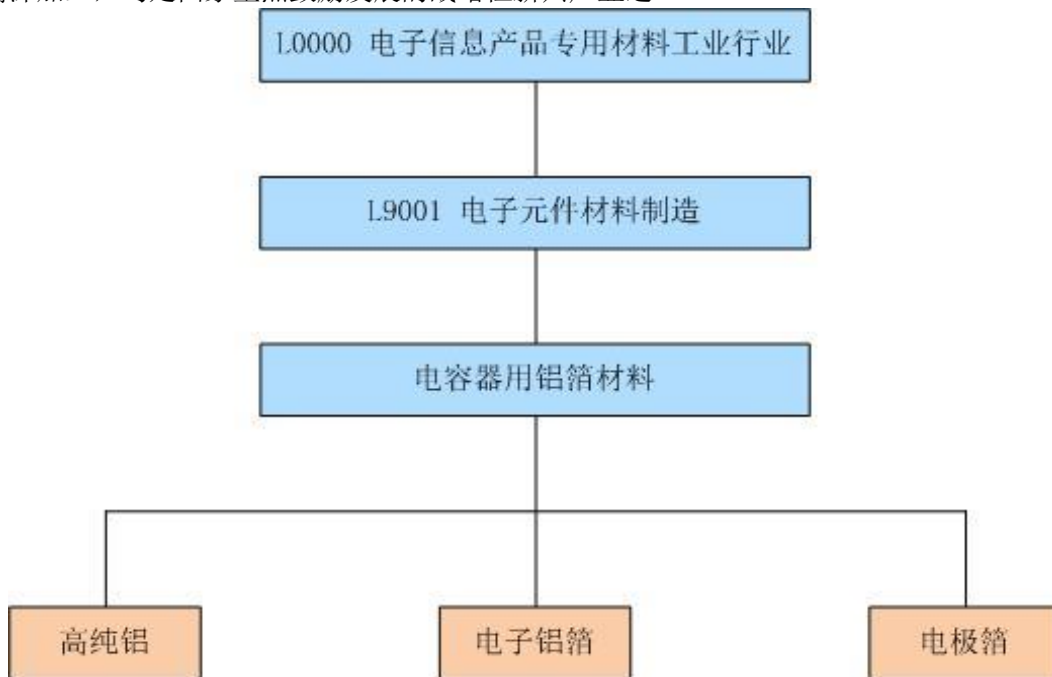 L0000 电子信息产品专用材料工业行业
L9001 电子元件材料制造
电容器用铝箔材料
高纯铝
电子铝箔
电极箔